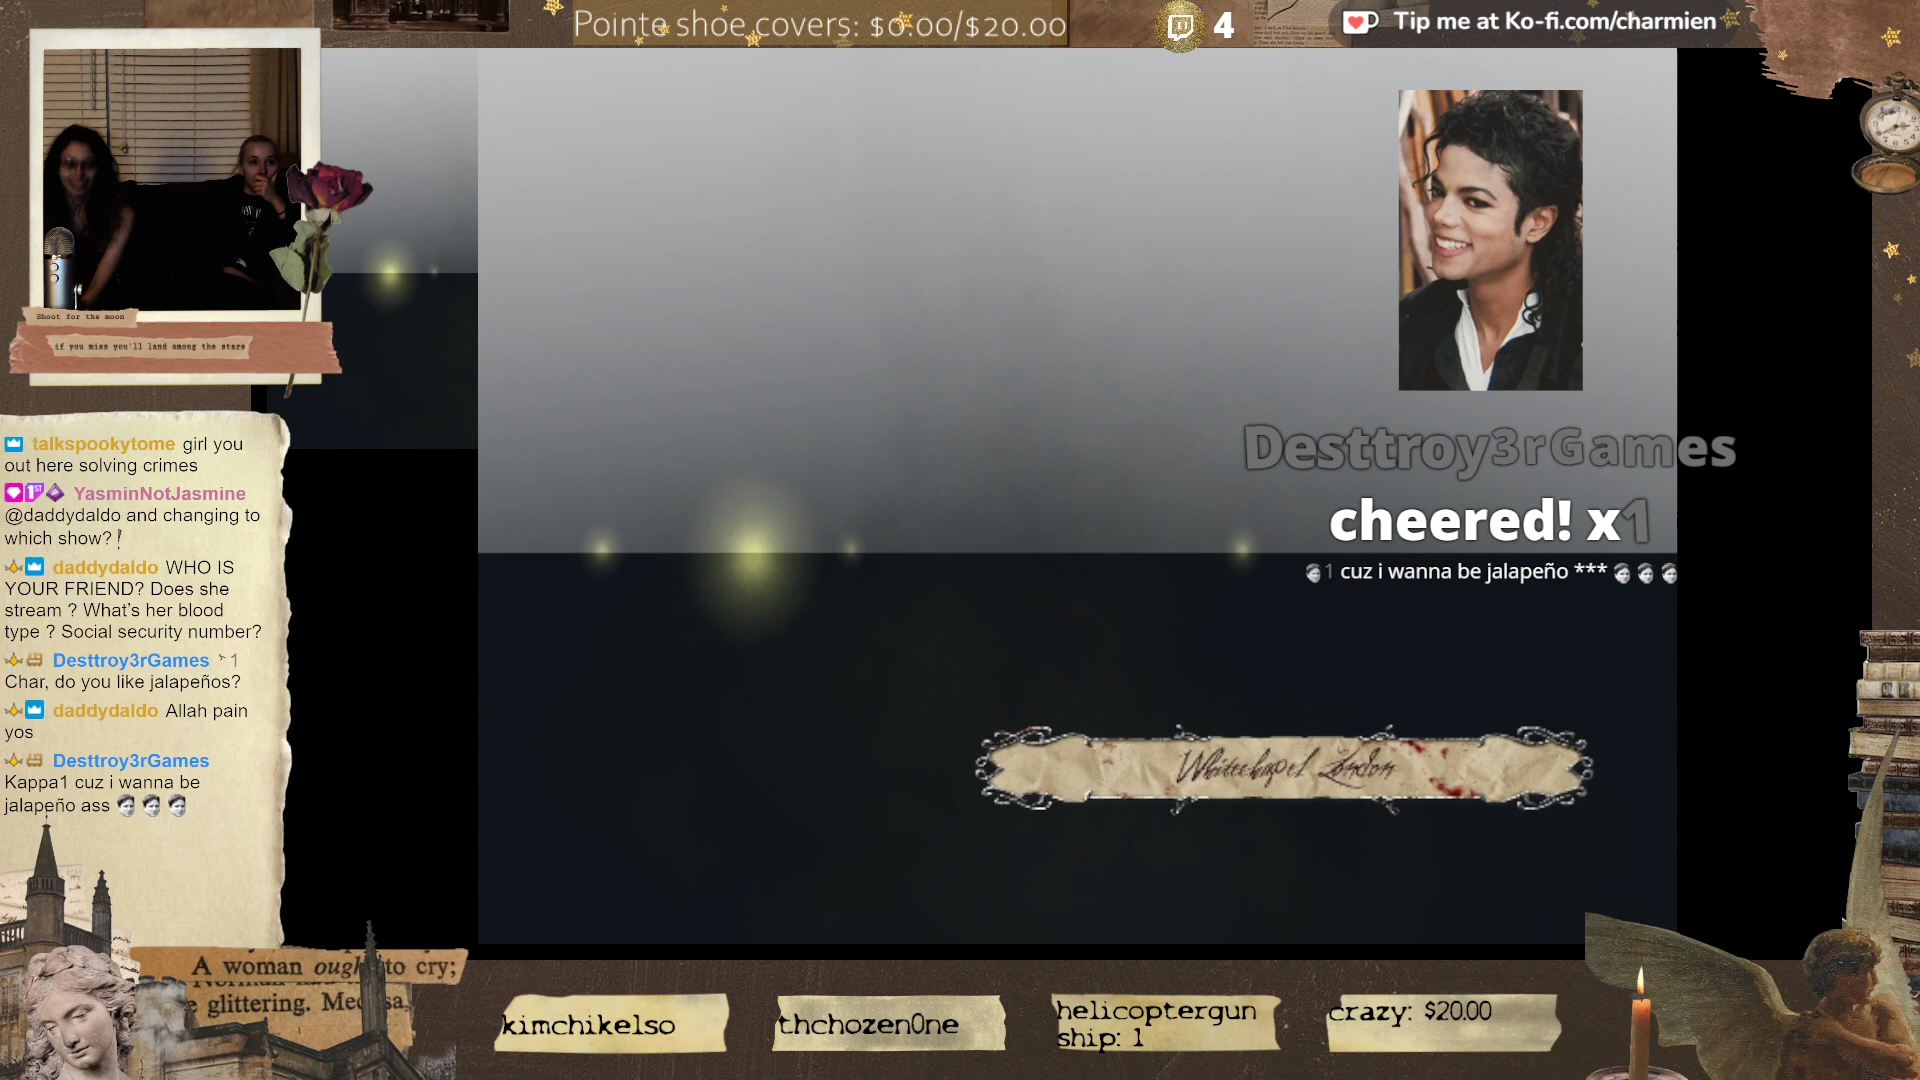 Pointe shoe covers: $0.00/$20.00
4
Tip me at Ko-fi.com/charmien
Shoot for the moon
if you miss you'll land among the stars
talkspookytome girl you
out here solving crimes
YasminNotJasmine
@daddydaldo and changing to
which show?
daddydaldo WHO IS
YOUR FRIEND? Does she
stream ? What's her blood
type ? Social security number?
Desttroy3rGames 1
Char, do you like jalapeños?
daddydaldo Allah pain
yos
Desttroy3rGames
Kappa1 cuz i wanna be
jalapeño ass
Desttroy3rGames
cheered! x1
1 cuz i wanna be jalapeño ***
Whitechapel London
A woman ough to cry;
glittering. Med sa,
kimchikelso
thchozen0ne
helicoptergun
ship: 1
crazy: $20.00